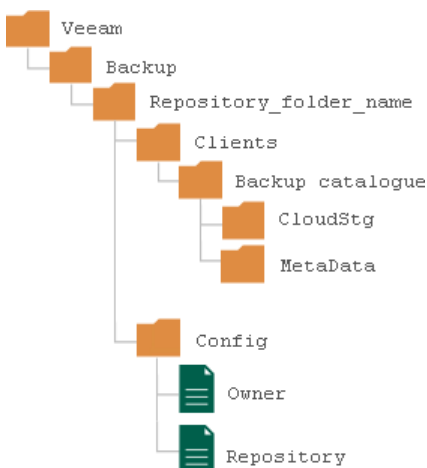 Veeam
Backup
Repository_folder_name
Clients
Backup catalogue
CloudStg
MetaData
Config
Owner
Repository